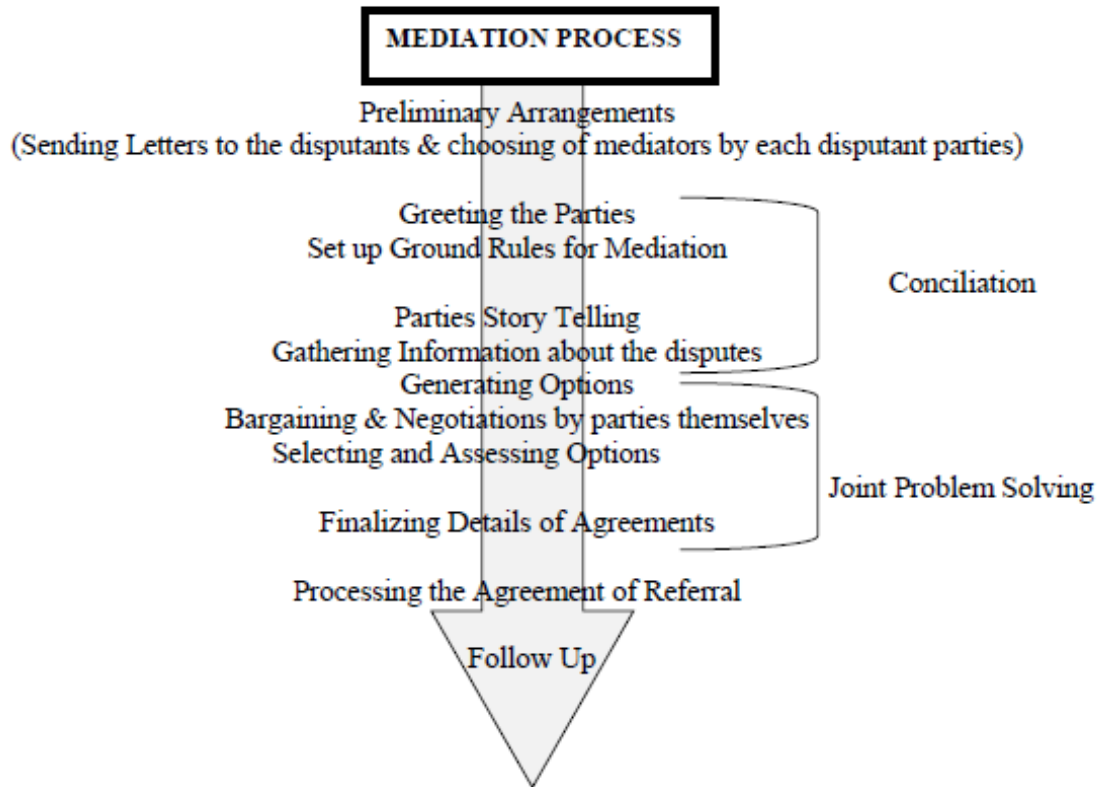 MEDIATION PROCESS
Preliminary Arrangements
(Sending Letters to the disputants & choosing of mediators by each disputant parties)
Greeting the Parties
Set up Ground Rules for Mediation
Conciliation
Parties Story Telling
Gathering Information about the disputes
Generating Options
Bargaining & Negotiations by parties themselves
Selecting and Assessing Options
Joint Problem Solving
Finalizing Details of Agreements
Processing the Agreement of Referral
Follow Up